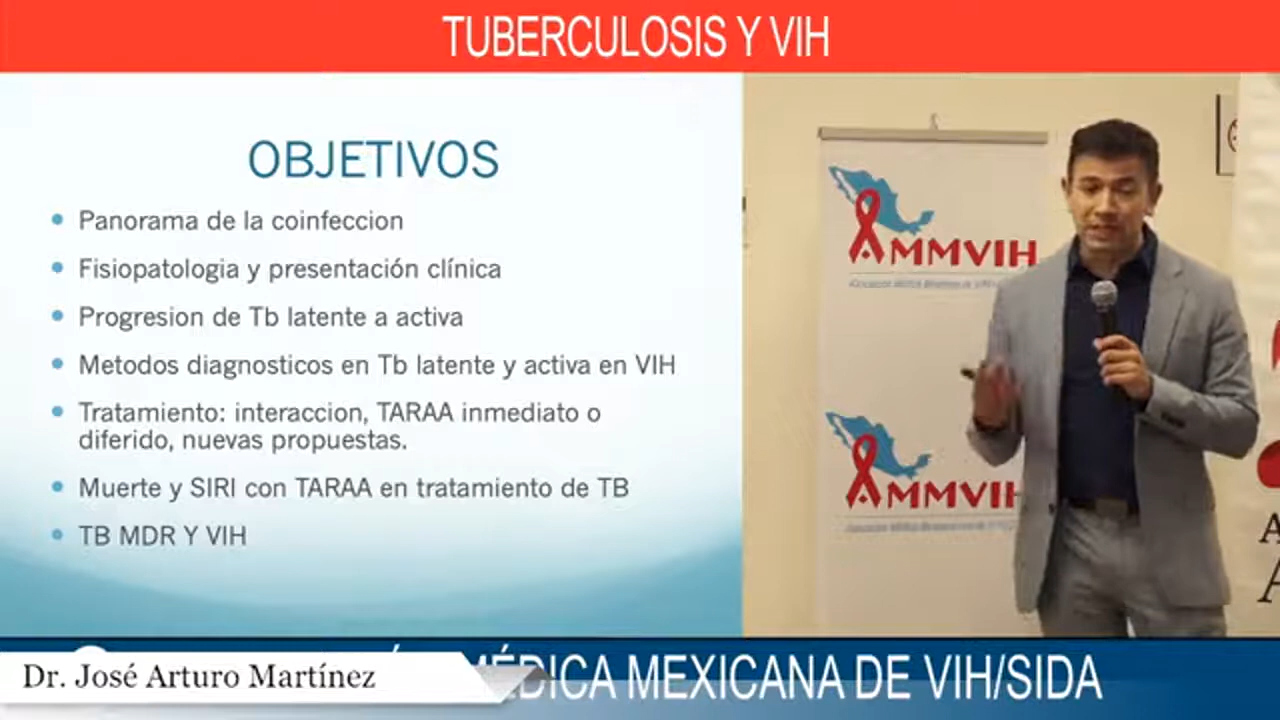 TUBERCULOSIS Y VIH
OBJETIVOS
Panorama de la coinfeccion
Fisiopatologia y presentación clínica
Progresion de Tb latente a activa
Metodos diagnosticos en Tb latente y activa en VIH
Tratamiento: interaccion, TARAA inmediato o
diferido, nuevas propuestas.
Muerte y SIRI con TARAA en tratamiento de TB
TB MDR Y VIH
AMMVIH
AMMVIH
Dr. José Arturo Martínez
MÉDICA MEXICANA DE VIH/SIDA